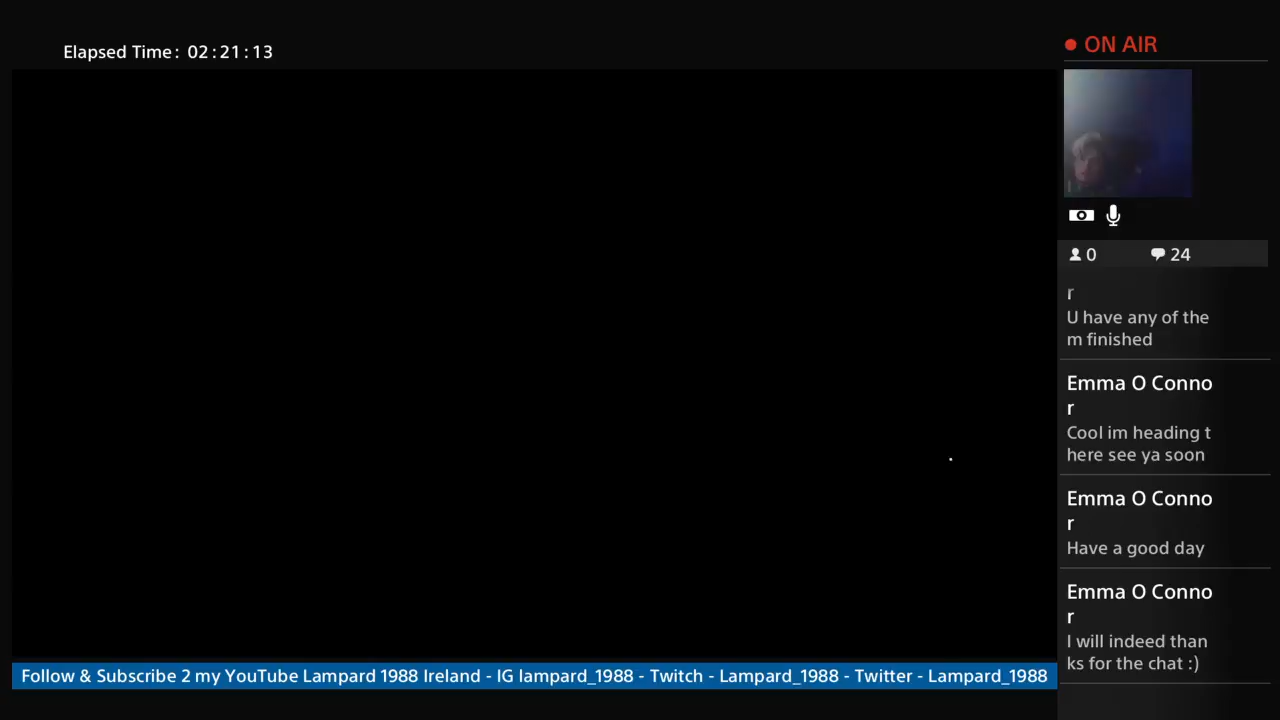 Elapsed Time: 02:21:13
ON AIR
0 24
r
U have any of the
m finished
Emma O Conno
r
Cool im heading t
here see ya soon
Emma O Conno
r
Have a good day
Emma O Conno
r
I will indeed than
ks for the chat :)
Follow & Subscribe 2 my YouTube Lampard 1988 Ireland - IG lampard_1988 - Twitch - Lampard_1988 - Twitter - Lampard_1988